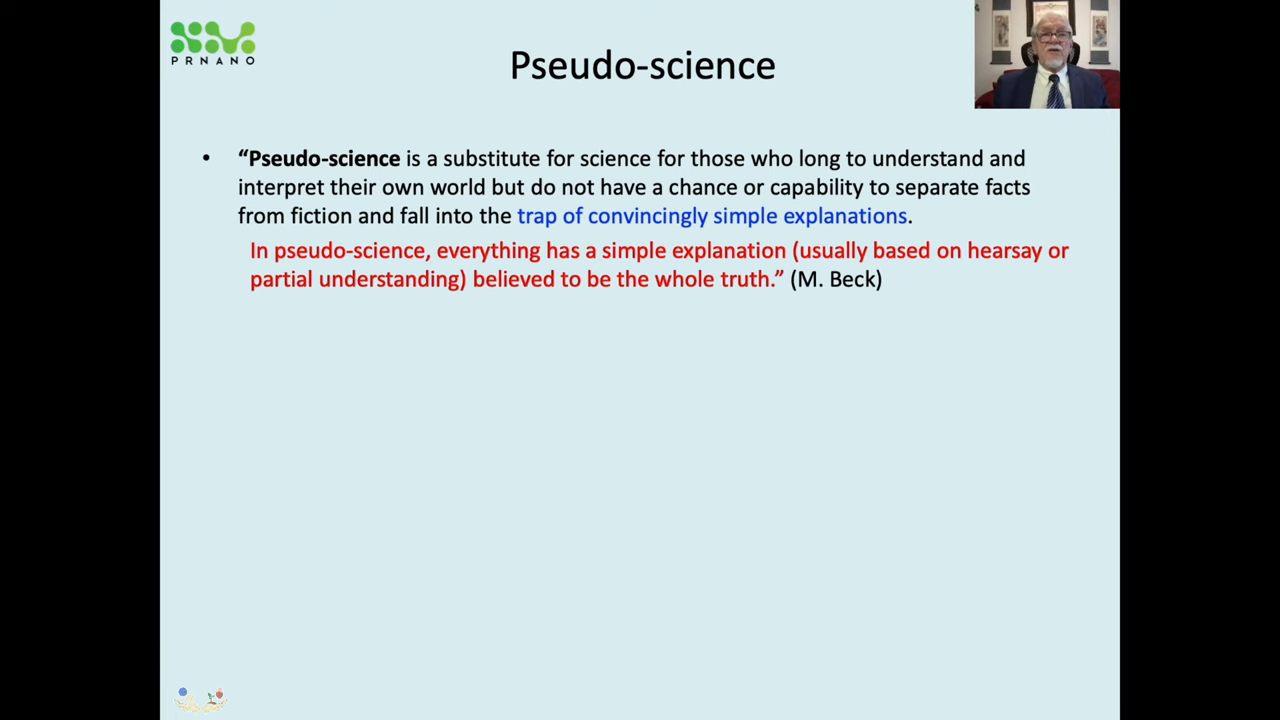 PRNANO
Pseudo-science
• “Pseudo-science is a substitute for science for those who long to understand and
interpret their own world but do not have a chance or capability to separate facts
from fiction and fall into the trap of convincingly simple explanations.
In pseudo-science, everything has a simple explanation (usually based on hearsay or
partial understanding) believed to be the whole truth.” (M. Beck)